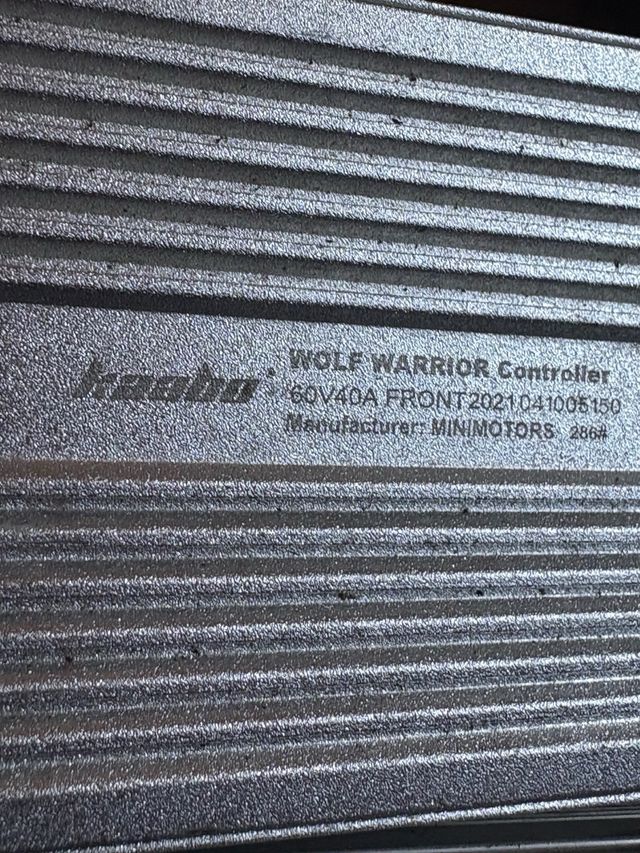 kaabo
WOLF WARRIOR Controller
60V40A FRONT2021041005150
Manufacturer: MINIMOTORS 286#